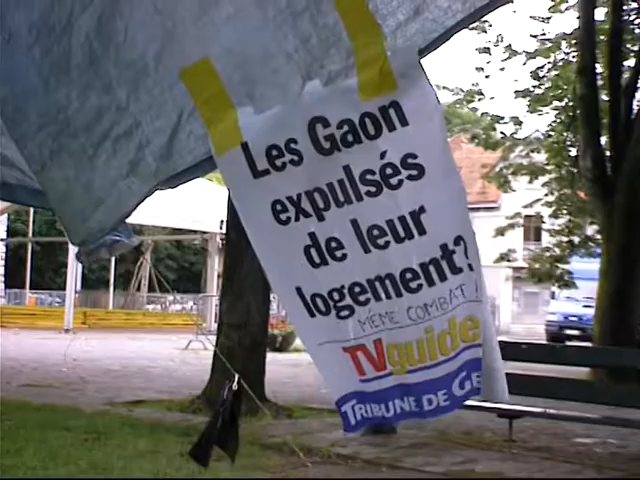 Les Gaon
expulsés
de leur
logement?
MÊME COMBAT!
TVguide
TRIBUNE DE GE